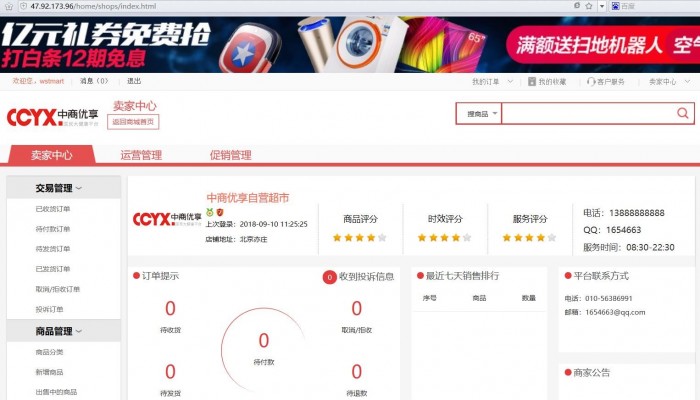 47.92.173.96/home/shops/index.html
百度
亿元礼券免费抢
打白条12期免息
65"
满额送扫地机器人 空气
欢迎您, wstmart 消息（0） 退出 我的订单 我的收藏 客户服务 卖家中心
CCYX 中商优享 卖家中心 返回商城首页 搜商品
卖家中心 运营管理 促销管理
交易管理
已收货订单
待付款订单
待发货订单
已发货订单
取消/拒收订单
投诉订单
商品管理
商品分类
新增商品
出售中的商品
CCYX 中商优享
中商优享自营超市
上次登录：2018-09-10 11:25:25
店铺地址：北京亦庄
商品评分 时效评分 服务评分
电话：13888888888
QQ：1654663
服务时间：08:30-22:30
订单提示 0 收到投诉信息
0
待收货
0
待付款
0
取消/拒收
0
待发货
0
待退款
最近七天销售排行
序号 商品 数量
平台联系方式
电话：010-56386991
邮箱：1654663@qq.com
商家公告